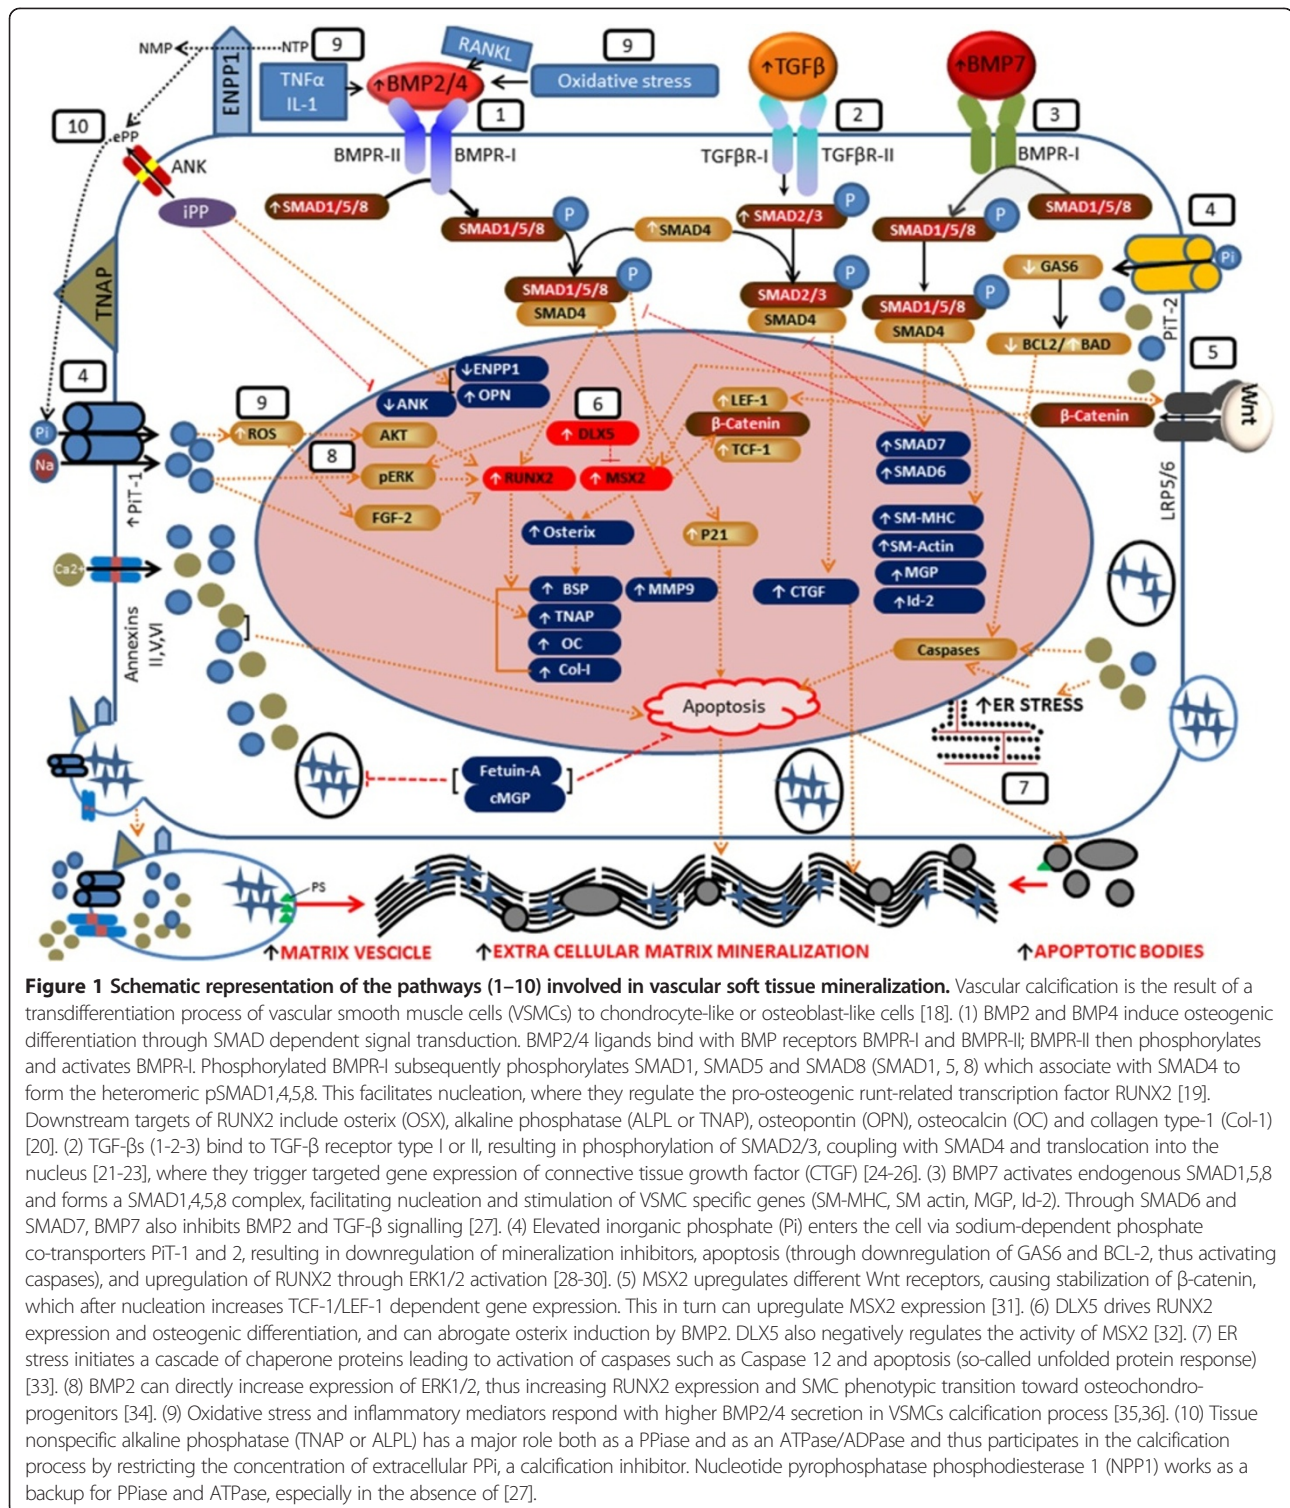 NMP
NTP
9
ENPP1
TNFα
IL-1
RANKL
↑BMP2/4
9
Oxidative stress
↑TGFβ
↑BMP7
10
ePP
ANK
iPP
1
BMPR-II
BMPR-I
2
TGFβR-I
TGFβR-II
3
BMPR-I
↑SMAD1/5/8
P
SMAD1/5/8
↑SMAD4
↑SMAD2/3
P
SMAD1/5/8
P
SMAD1/5/8
4
TNAP
SMAD1/5/8
P
SMAD4
SMAD2/3
P
SMAD4
SMAD1/5/8
P
SMAD4
↓GAS6
Pi
PiT-2
↓BCL2/↑BAD
5
Wnt
β-Catenin
LRP5/6
4
Pi
Na
↑PiT-1
9
↑ROS
8
↓ENPP1
↑OPN
↓ANK
AKT
pERK
FGF-2
6
↑DLX5
↑RUNX2
↑MSX2
↑LEF-1
β-Catenin
↑TCF-1
↑SMAD7
↑SMAD6
↑Osterix
↑P21
↑SM-MHC
↑SM-Actin
↑MGP
↑Id-2
Ca2+
Annexins
II,V,VI
↑BSP
↑MMP9
↑TNAP
↑OC
↑Col-I
↑CTGF
Caspases
Apoptosis
↑ER STRESS
7
Fetuin-A
cMGP
PS
↑MATRIX VESCICLE
↑EXTRA CELLULAR MATRIX MINERALIZATION
↑APOPTOTIC BODIES
Figure 1 Schematic representation of the pathways (1–10) involved in vascular soft tissue mineralization. Vascular calcification is the result of a
transdifferentiation process of vascular smooth muscle cells (VSMCs) to chondrocyte-like or osteoblast-like cells [18]. (1) BMP2 and BMP4 induce osteogenic
differentiation through SMAD dependent signal transduction. BMP2/4 ligands bind with BMP receptors BMPR-I and BMPR-II; BMPR-II then phosphorylates
and activates BMPR-I. Phosphorylated BMPR-I subsequently phosphorylates SMAD1, SMAD5 and SMAD8 (SMAD1, 5, 8) which associate with SMAD4 to
form the heteromeric pSMAD1,4,5,8. This facilitates nucleation, where they regulate the pro-osteogenic runt-related transcription factor RUNX2 [19].
Downstream targets of RUNX2 include osterix (OSX), alkaline phosphatase (ALPL or TNAP), osteopontin (OPN), osteocalcin (OC) and collagen type-1 (Col-1)
[20]. (2) TGF-βs (1-2-3) bind to TGF-β receptor type I or II, resulting in phosphorylation of SMAD2/3, coupling with SMAD4 and translocation into the
nucleus [21-23], where they trigger targeted gene expression of connective tissue growth factor (CTGF) [24-26]. (3) BMP7 activates endogenous SMAD1,5,8
and forms a SMAD1,4,5,8 complex, facilitating nucleation and stimulation of VSMC specific genes (SM-MHC, SM actin, MGP, Id-2). Through SMAD6 and
SMAD7, BMP7 also inhibits BMP2 and TGF-β signalling [27]. (4) Elevated inorganic phosphate (Pi) enters the cell via sodium-dependent phosphate
co-transporters PiT-1 and 2, resulting in downregulation of mineralization inhibitors, apoptosis (through downregulation of GAS6 and BCL-2, thus activating
caspases), and upregulation of RUNX2 through ERK1/2 activation [28-30]. (5) MSX2 upregulates different Wnt receptors, causing stabilization of β-catenin,
which after nucleation increases TCF-1/LEF-1 dependent gene expression. This in turn can upregulate MSX2 expression [31]. (6) DLX5 drives RUNX2
expression and osteogenic differentiation, and can abrogate osterix induction by BMP2. DLX5 also negatively regulates the activity of MSX2 [32]. (7) ER
stress initiates a cascade of chaperone proteins leading to activation of caspases such as Caspase 12 and apoptosis (so-called unfolded protein response)
[33]. (8) BMP2 can directly increase expression of ERK1/2, thus increasing RUNX2 expression and SMC phenotypic transition toward osteochondro-
progenitors [34]. (9) Oxidative stress and inflammatory mediators respond with higher BMP2/4 secretion in VSMCs calcification process [35,36]. (10) Tissue
nonspecific alkaline phosphatase (TNAP or ALPL) has a major role both as a PPiase and as an ATPase/ADPase and thus participates in the calcification
process by restricting the concentration of extracellular PPi, a calcification inhibitor. Nucleotide pyrophosphatase phosphodiesterase 1 (NPP1) works as a
backup for PPiase and ATPase, especially in the absence of [27].